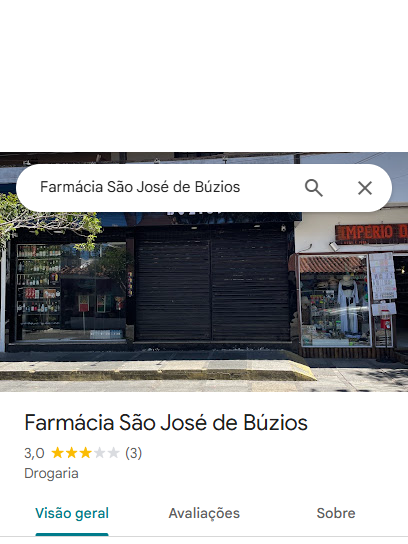 Farmácia São José de Búzios
IMPERIO D
Farmácia São José de Búzios
3,0 (3)
Drogaria
Visão geral Avaliações Sobre